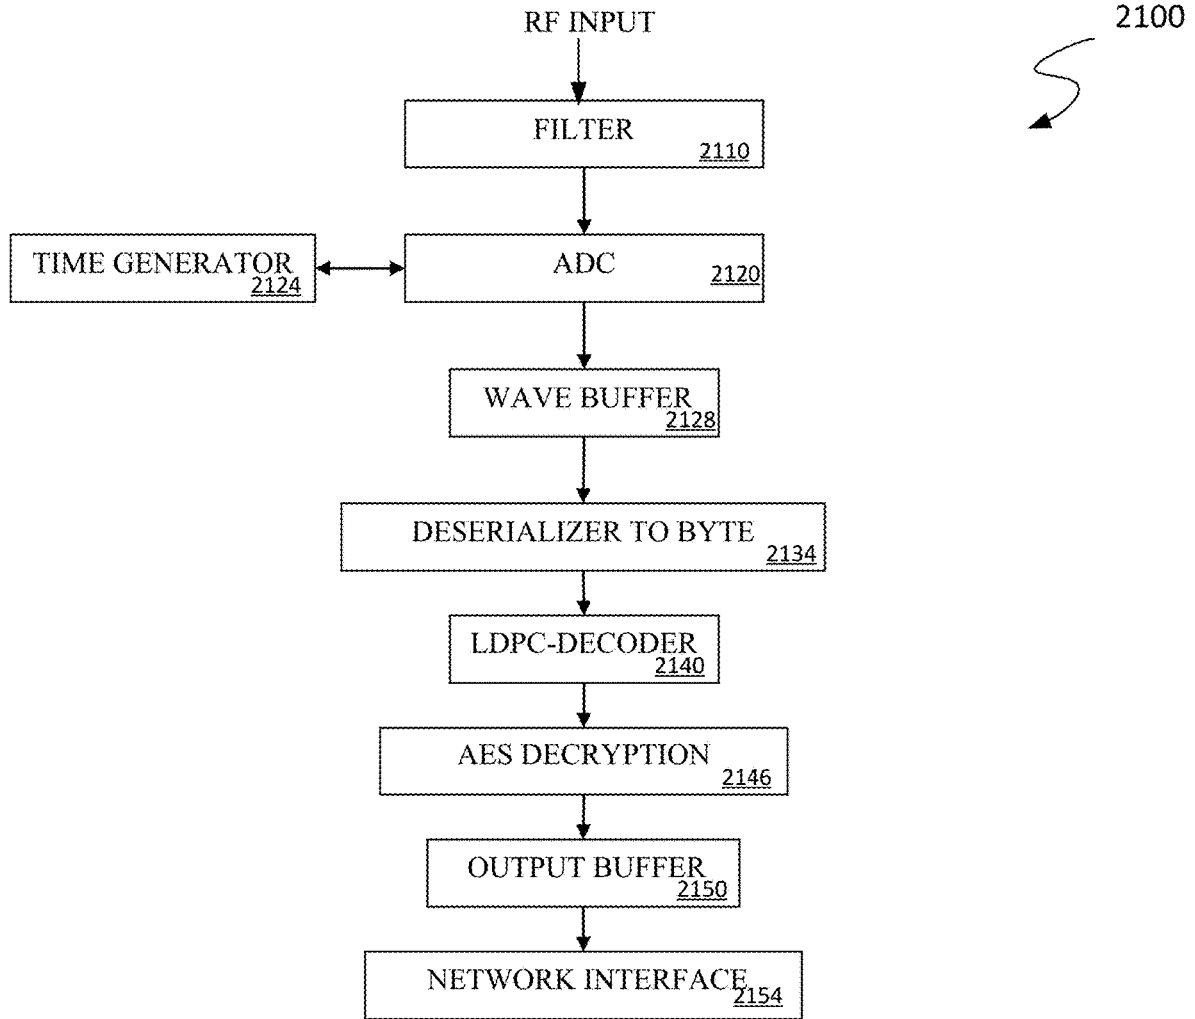 RF INPUT
2100
FILTER
2110
TIME GENERATOR
2124
ADC
2120
WAVE BUFFER
2128
DESERIALIZER TO BYTE
2134
LDPC-DECODER
2140
AES DECRYPTION
2146
OUTPUT BUFFER
2150
NETWORK INTERFACE
2154